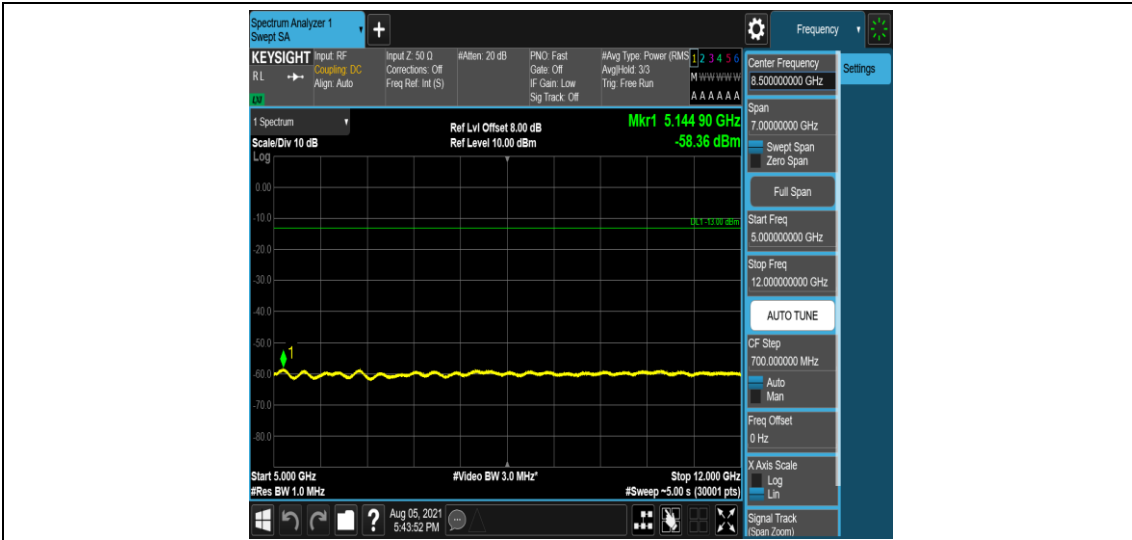 Spectrum Analyzer 1
Swept SA
+
Frequency
KEYSIGHT
RL
LXI
Input: RF
Coupling: DC
Align: Auto
Input Z: 50 Ω
Corrections: Off
Freq Ref: Int (S)
#Atten: 20 dB
PNO: Fast
Gate: Off
IF Gain: Low
Sig Track: Off
#Avg Type: Power (RMS
Avg|Hold: 3/3
Trig: Free Run
1 2 3 4 5 6
M W W W W W
A A A A A A
1 Spectrum
Scale/Div 10 dB
Log
Ref Lvl Offset 8.00 dB
Ref Level 10.00 dBm
Mkr1 5.144 90 GHz
-58.36 dBm
0.00
-10.0
DL1 -13.00 dBm
-20.0
-30.0
-40.0
-50.0
1
-60.0
-70.0
-80.0
Start 5.000 GHz
#Res BW 1.0 MHz
#Video BW 3.0 MHz*
Stop 12.000 GHz
#Sweep ~5.00 s (30001 pts)
?
Aug 05, 2021
5:43:52 PM
Center Frequency
8.500000000 GHz
Settings
Span
7.00000000 GHz
Swept Span
Zero Span
Full Span
Start Freq
5.000000000 GHz
Stop Freq
12.000000000 GHz
AUTO TUNE
CF Step
700.000000 MHz
Auto
Man
Freq Offset
0 Hz
X Axis Scale
Log
Lin
Signal Track
(Span Zoom)